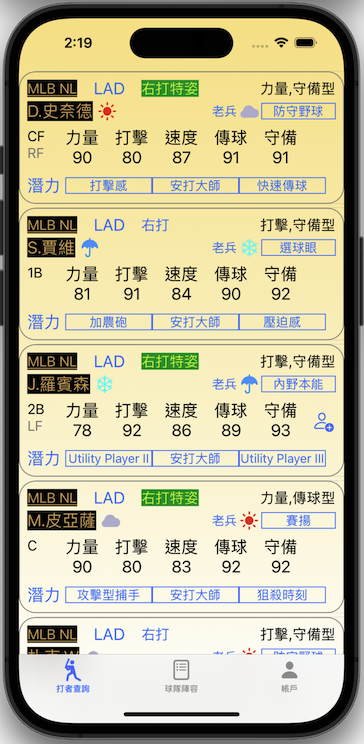 2:19
MLB NL LAD 右打特姿 力量,守備型
D.史奈德 老兵 防守野球
CF 力量 打擊 速度 傳球 守備
RF 90 80 87 91 91
潛力 打擊感 安打大師 快速傳球
MLB NL LAD 右打 打擊,守備型
S.賈維 老兵 選球眼
1B 力量 打擊 速度 傳球 守備
81 91 84 90 92
潛力 加農砲 安打大師 壓迫感
MLB NL LAD 右打特姿 打擊,守備型
J.羅賓森 老兵 內野本能
2B 力量 打擊 速度 傳球 守備
LF 78 92 86 89 93
潛力 Utility Player II 安打大師 Utility Player III
MLB NL LAD 右打特姿 力量,傳球型
M.皮亞薩 老兵 賽揚
C 力量 打擊 速度 傳球 守備
90 80 83 92 92
潛力 攻擊型捕手 安打大師 狙殺時刻
MLB NL LAD 右打 打擊,守備型
打者查詢 球隊陣容 帳戶